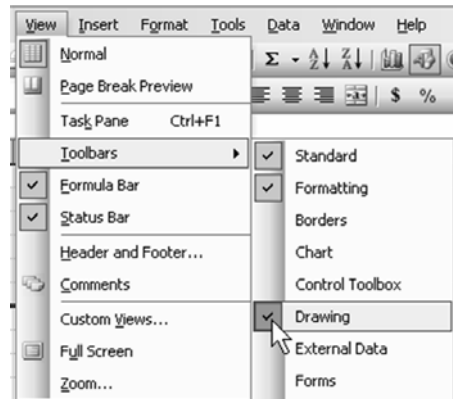 View Insert Format Tools Data Window Help
Normal
Page Break Preview
Task Pane Ctrl+F1
Toolbars
Formula Bar
Status Bar
Header and Footer...
Comments
Custom Views...
Full Screen
Zoom...
Σ A Z Z A
$ %
Standard
Formatting
Borders
Chart
Control Toolbox
Drawing
External Data
Forms